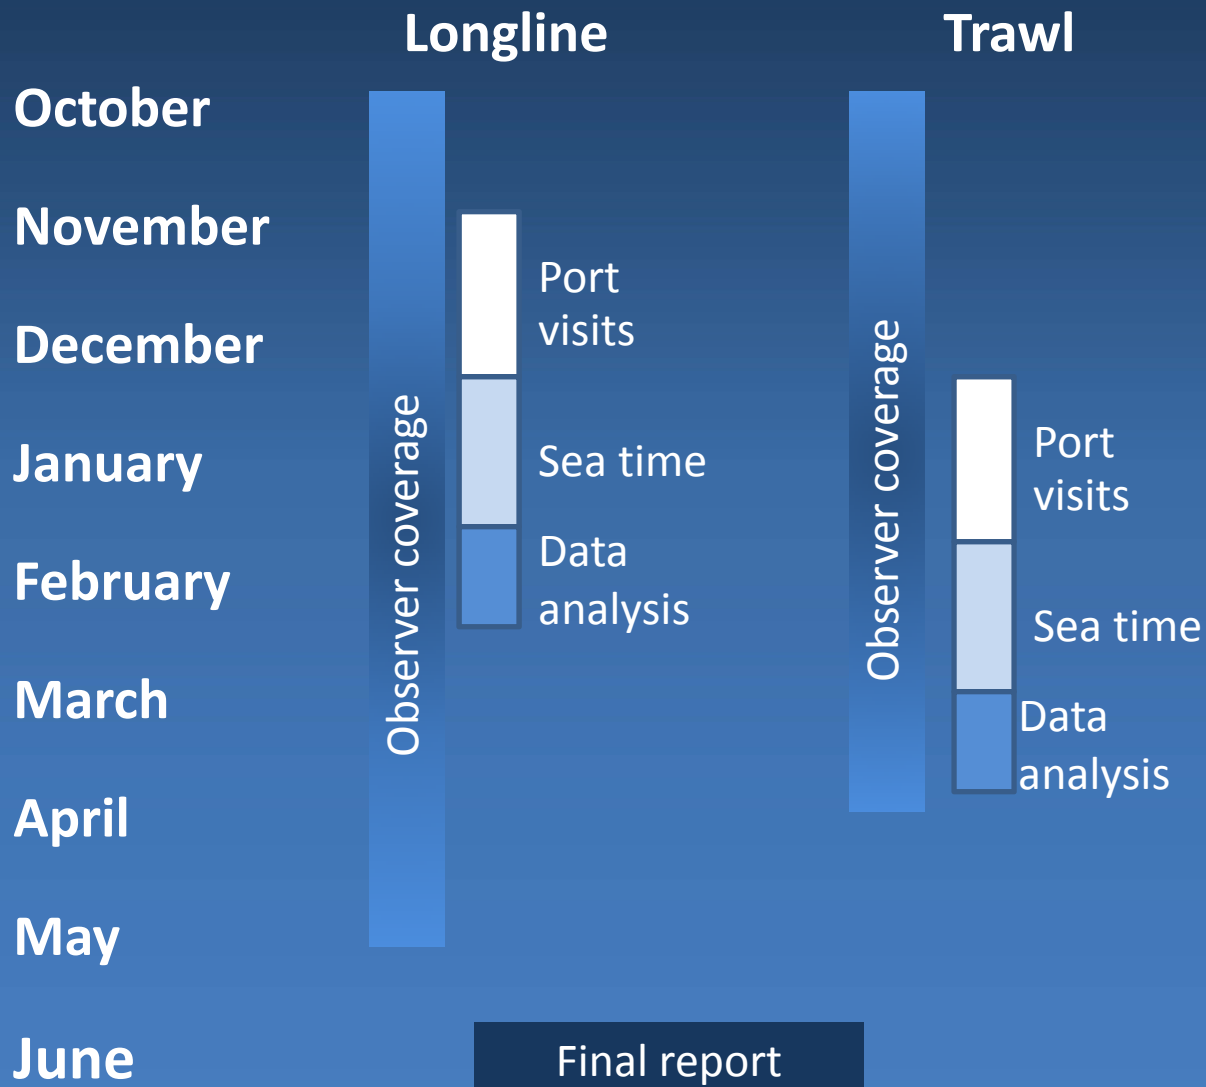 Longline
Trawl
October
November
December
January
February
March
April
May
June
Observer coverage
Port
visits
Sea time
Data
analysis
Observer coverage
Port
visits
Sea time
Data
analysis
Final report